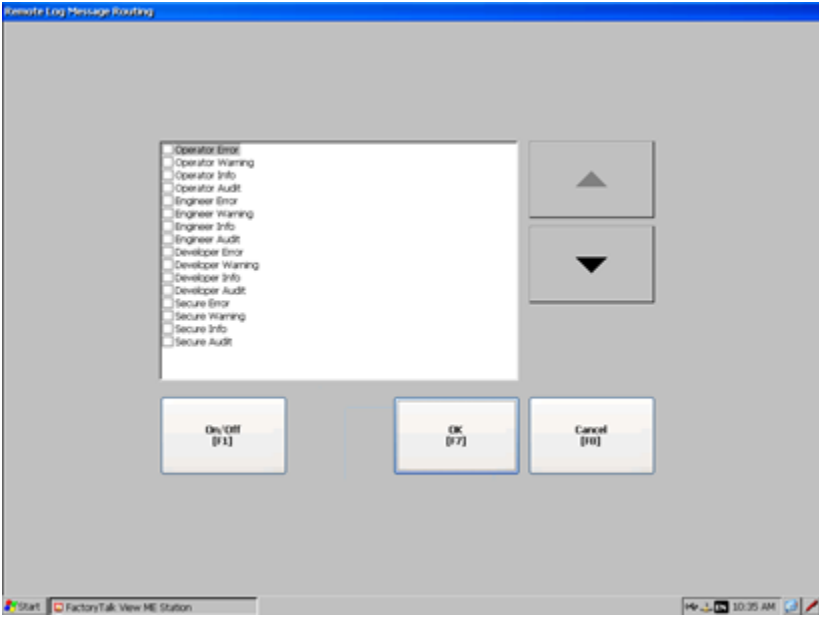 Remote Log Message Routing
Operator Error
Operator Warning
Operator Info
Operator Audit
Engineer Error
Engineer Warning
Engineer Info
Engineer Audit
Developer Error
Developer Warning
Developer Info
Developer Audit
Secure Error
Secure Warning
Secure Info
Secure Audit
On/Off
[F1]
OK
[F7]
Cancel
[F8]
Start
FactoryTalk View ME Station
EN
10:35 AM